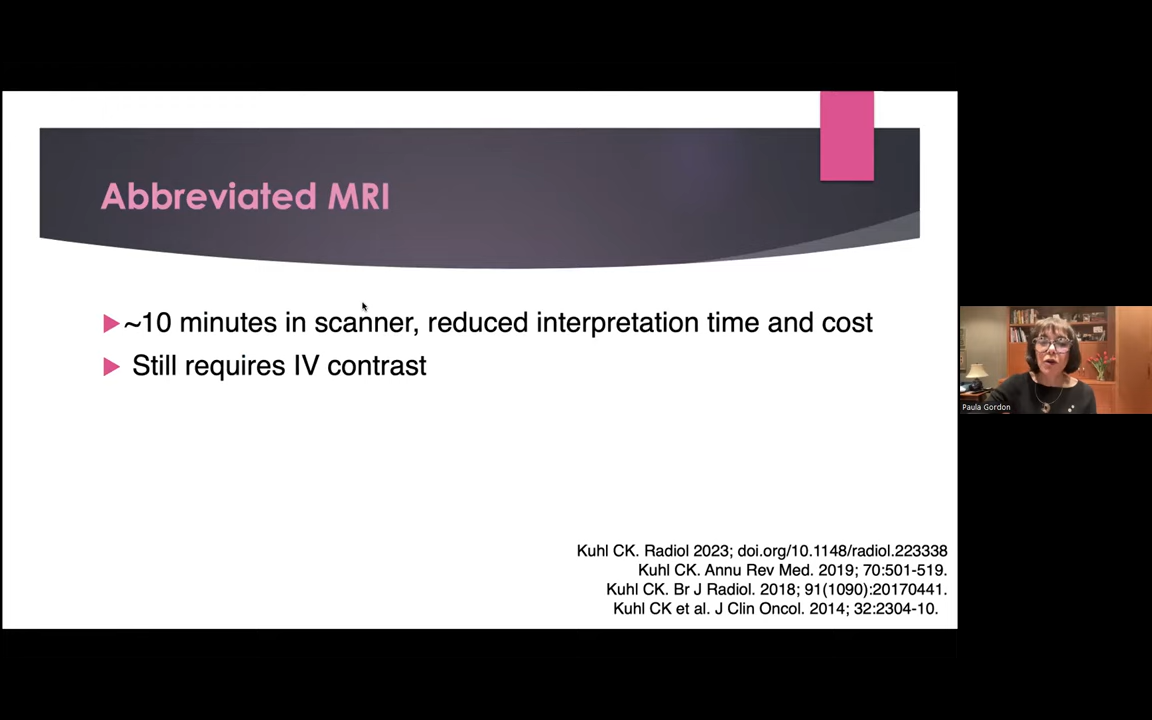 Abbreviated MRI
~10 minutes in scanner, reduced interpretation time and cost
Still requires IV contrast
Kuhl CK. Radiol 2023; doi.org/10.1148/radiol.223338
Kuhl CK. Annu Rev Med. 2019; 70:501-519.
Kuhl CK. Br J Radiol. 2018; 91(1090):20170441.
Kuhl CK et al. J Clin Oncol. 2014; 32:2304-10.
Paula Gordon